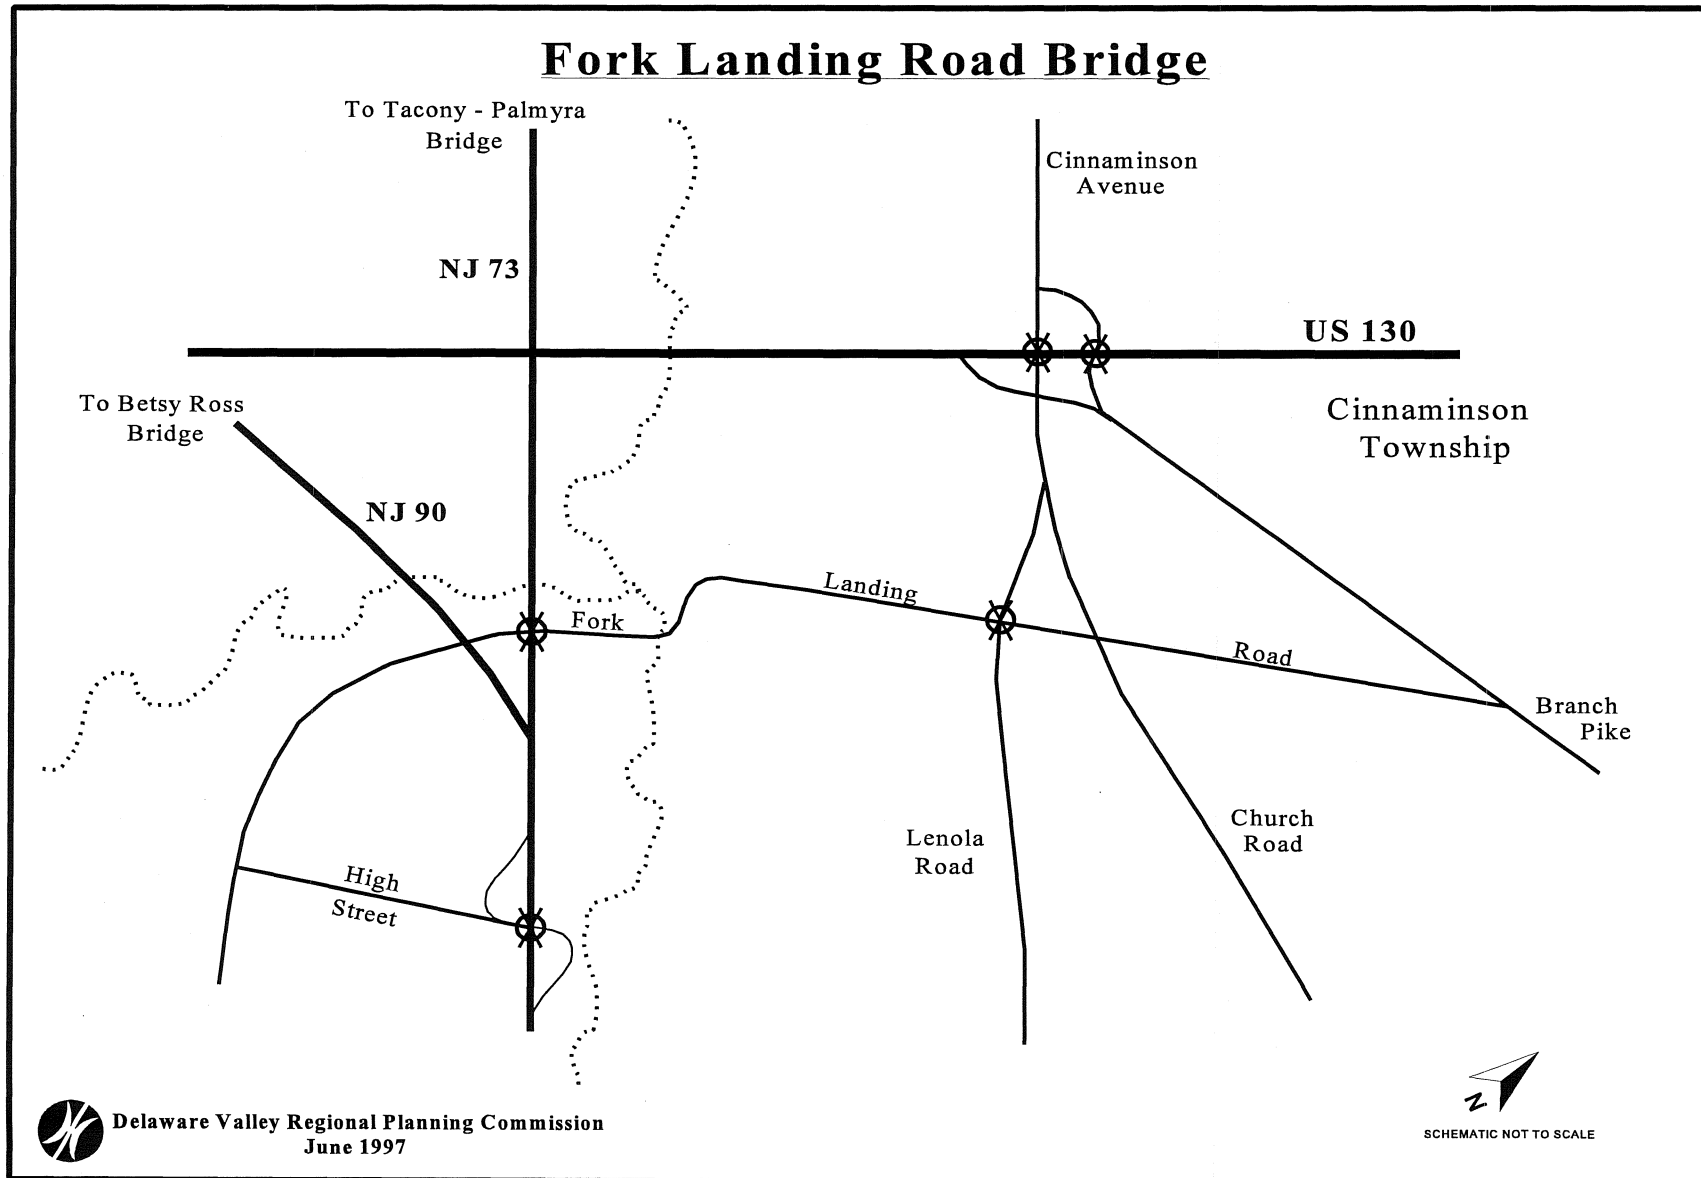 Fork Landing Road Bridge
To Tacony - Palmyra
Bridge
Cinnaminson
Avenue
NJ 73
US 130
To Betsy Ross
Bridge
Cinnaminson
Township
NJ 90
Fork
Landing
Road
Branch
Pike
Church
Road
Lenola
Road
High
Street
N
SCHEMATIC NOT TO SCALE
Delaware Valley Regional Planning Commission
June 1997